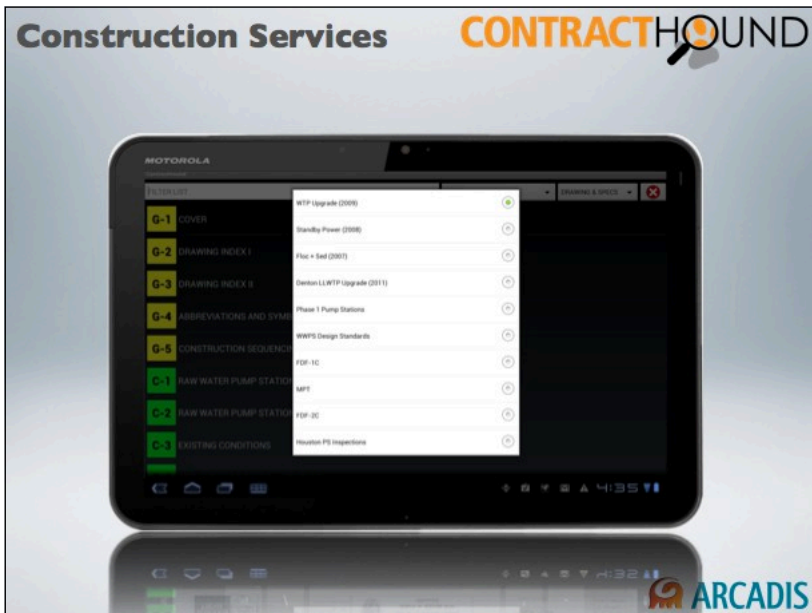 Construction Services
CONTRACTHOUND
MOTOROLA
FILTER LIST
DRAWING & SPECS
G-1 COVER
G-2 DRAWING INDEX I
G-3 DRAWING INDEX II
G-4 ABBREVIATIONS AND SYMB
G-5 CONSTRUCTION SEQUENCIN
C-1 RAW WATER PUMP STATION
C-2 RAW WATER PUMP STATION
C-3 EXISTING CONDITIONS
WTP Upgrade (2009)
Standby Power (2008)
Floc + Sed (2007)
Denton LLWTP Upgrade (2011)
Phase 1 Pump Stations
WWPS Design Standards
FDF-1C
MPT
FDF-2C
Houston PS Inspections
4:35
ARCADIS